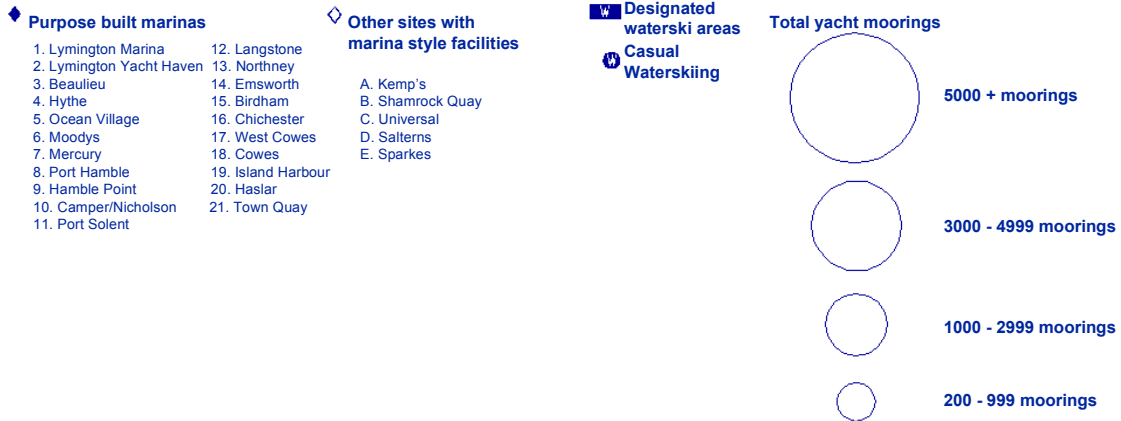 Purpose built marinas
1. Lymington Marina
2. Lymington Yacht Haven
3. Beaulieu
4. Hythe
5. Ocean Village
6. Moodys
7. Mercury
8. Port Hamble
9. Hamble Point
10. Camper/Nicholson
11. Port Solent
12. Langstone
13. Northney
14. Emsworth
15. Birdham
16. Chichester
17. West Cowes
18. Cowes
19. Island Harbour
20. Haslar
21. Town Quay
Other sites with
marina style facilities
A. Kemp's
B. Shamrock Quay
C. Universal
D. Salterns
E. Sparkes
W Designated
waterski areas
W Casual
Waterskiing
Total yacht moorings
5000 + moorings
3000 - 4999 moorings
1000 - 2999 moorings
200 - 999 moorings